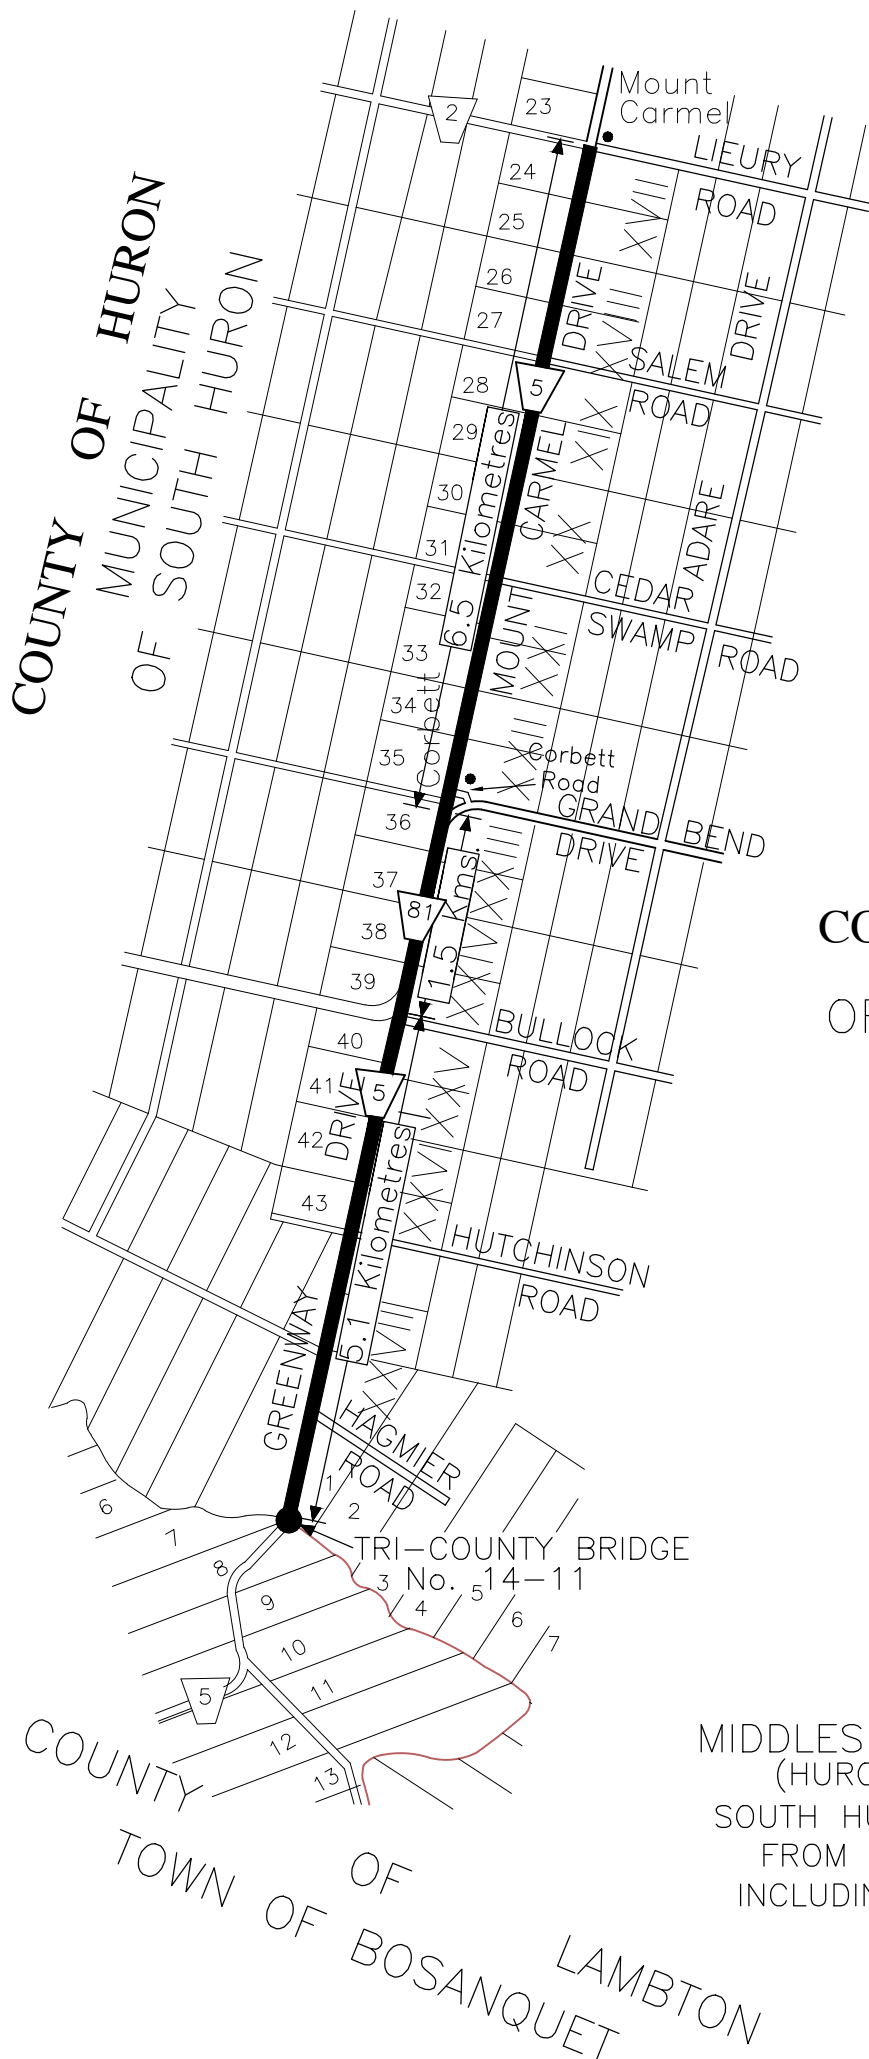 Mount
Carmel
2
23
LIEURY
ROAD
24
XVII
25
DRIVE
26
27
XVIII
DRIVE
SALEM
ROAD
28
5
29
XIX
CARMEL
30
XX
ADARE
31
6.5 Kilometres
32
CEDAR
SWAMP ROAD
33
MOUNT
XXI
34
Corbett
35
XXII
Corbett
Road
36
GRAND BEND
DRIVE
37
XXIII
81
38
1.5 Kms.
39
XXIV
40
BULLOCK
ROAD
41
5
DRIVE
XXV
42
43
XXVI
5.1 Kilometres
HUTCHINSON
ROAD
GREENWAY
XXVII
HAGMIER
ROAD
1
2
6
7
TRI-COUNTY BRIDGE
No. 14-11
8
3
4
5
6
7
9
10
11
5
12
13
COUNTY OF HURON
MUNICIPALITY
OF SOUTH HURON
CO
OF
COUNTY OF LAMBTON
TOWN OF BOSANQUET
MIDDLES
(HURO
SOUTH HU
FROM
INCLUDIN